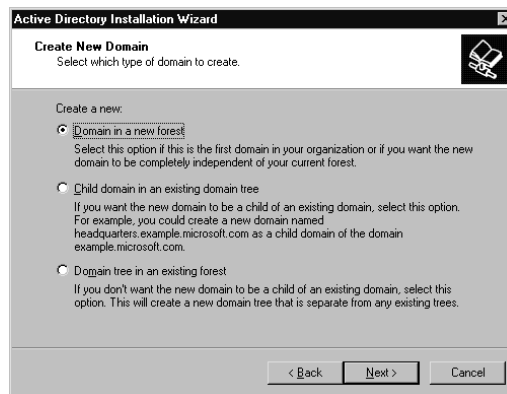 Active Directory Installation Wizard
Create New Domain
Select which type of domain to create.
Create a new:
Domain in a new forest
Select this option if this is the first domain in your organization or if you want the new
domain to be completely independent of your current forest.
Child domain in an existing domain tree
If you want the new domain to be a child of an existing domain, select this option.
For example, you could create a new domain named
headquarters.example.microsoft.com as a child domain of the domain
example.microsoft.com.
Domain tree in an existing forest
If you don't want the new domain to be a child of an existing domain, select this
option. This will create a new domain tree that is separate from any existing trees.
< Back Next > Cancel